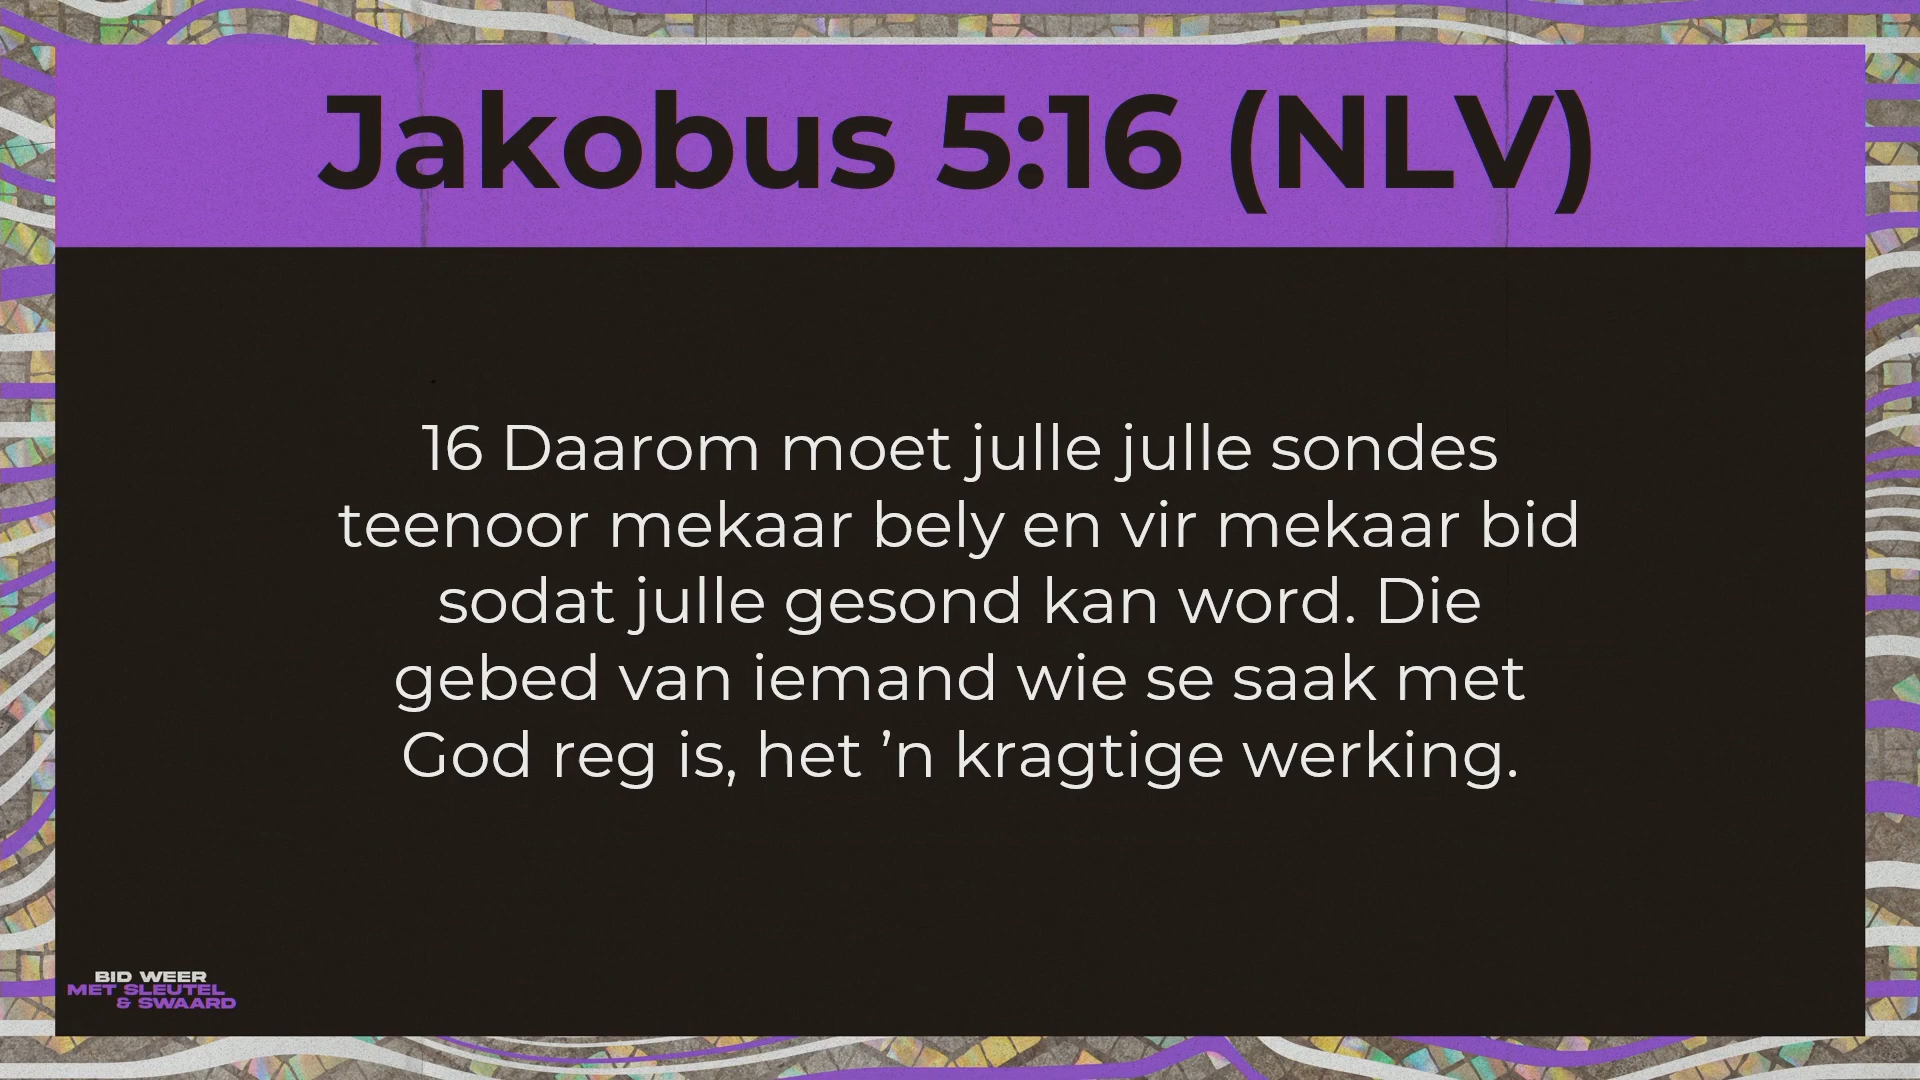 Jakobus 5:16 (NLV)
16 Daarom moet julle julle sondes
teenoor mekaar bely en vir mekaar bid
sodat julle gesond kan word. Die
gebed van iemand wie se saak met
God reg is, het ’n kragtige werking.
BID WEER
MET SLEUTEL
& SWAARD